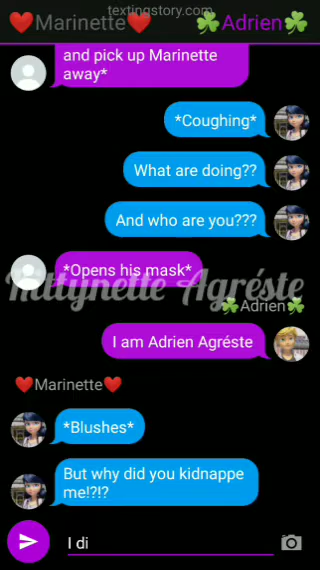 textingstory.com
❤️Marinette❤️ ☘️Adrien☘️
and pick up Marinette
away*
*Coughing*
What are doing??
And who are you???
*Opens his mask*
Kittynette Agréste
☘️Adrien☘️
I am Adrien Agréste
❤️Marinette❤️
*Blushes*
But why did you kidnappe
me!?!?
I di